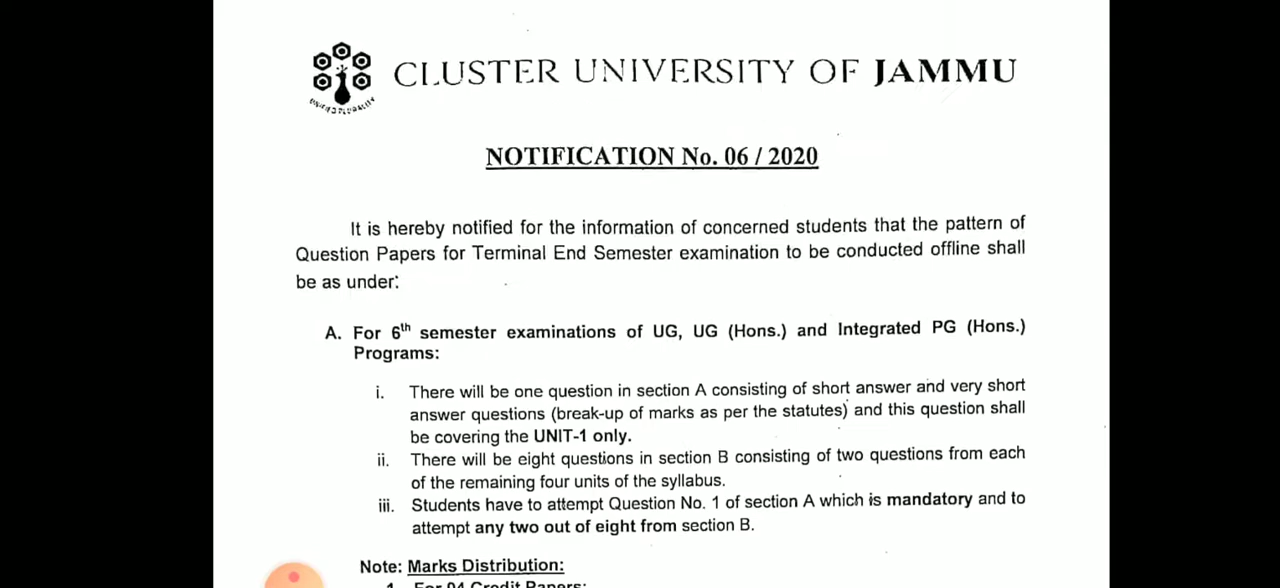 CLUSTER UNIVERSITY OF JAMMU
NOTIFICATION No. 06 / 2020
It is hereby notified for the information of concerned students that the pattern of
Question Papers for Terminal End Semester examination to be conducted offline shall
be as under:
A. For 6th semester examinations of UG, UG (Hons.) and Integrated PG (Hons.)
Programs:
i. There will be one question in section A consisting of short answer and very short
answer questions (break-up of marks as per the statutes) and this question shall
be covering the UNIT-1 only.
ii. There will be eight questions in section B consisting of two questions from each
of the remaining four units of the syllabus.
iii. Students have to attempt Question No. 1 of section A which is mandatory and to
attempt any two out of eight from section B.
Note: Marks Distribution:
1. For 04 Credit Papers: